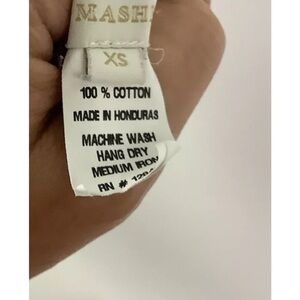 MASH
XS
100 % COTTON
MADE IN HONDURAS
MACHINE WASH
HANG DRY
MEDIUM IRON
RN #